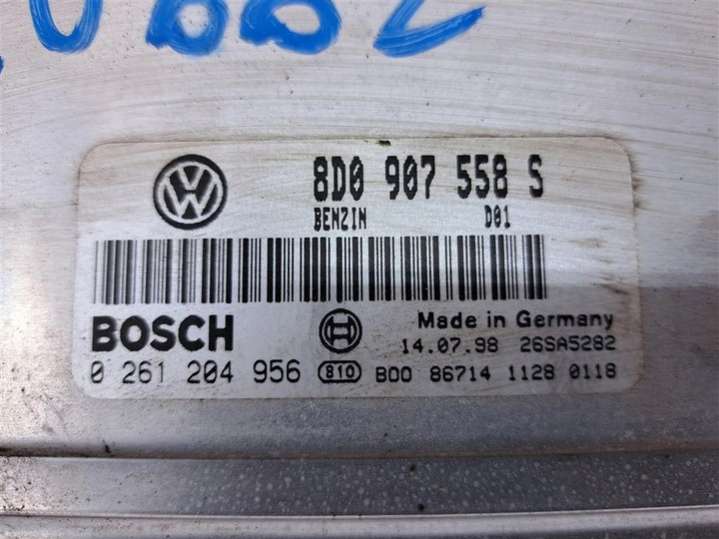 8D0 907 558 S
BENZIN D01
BOSCH
Made in Germany
14.07.98 26SA5282
0 261 204 956 810 B00 86714 1128 0118